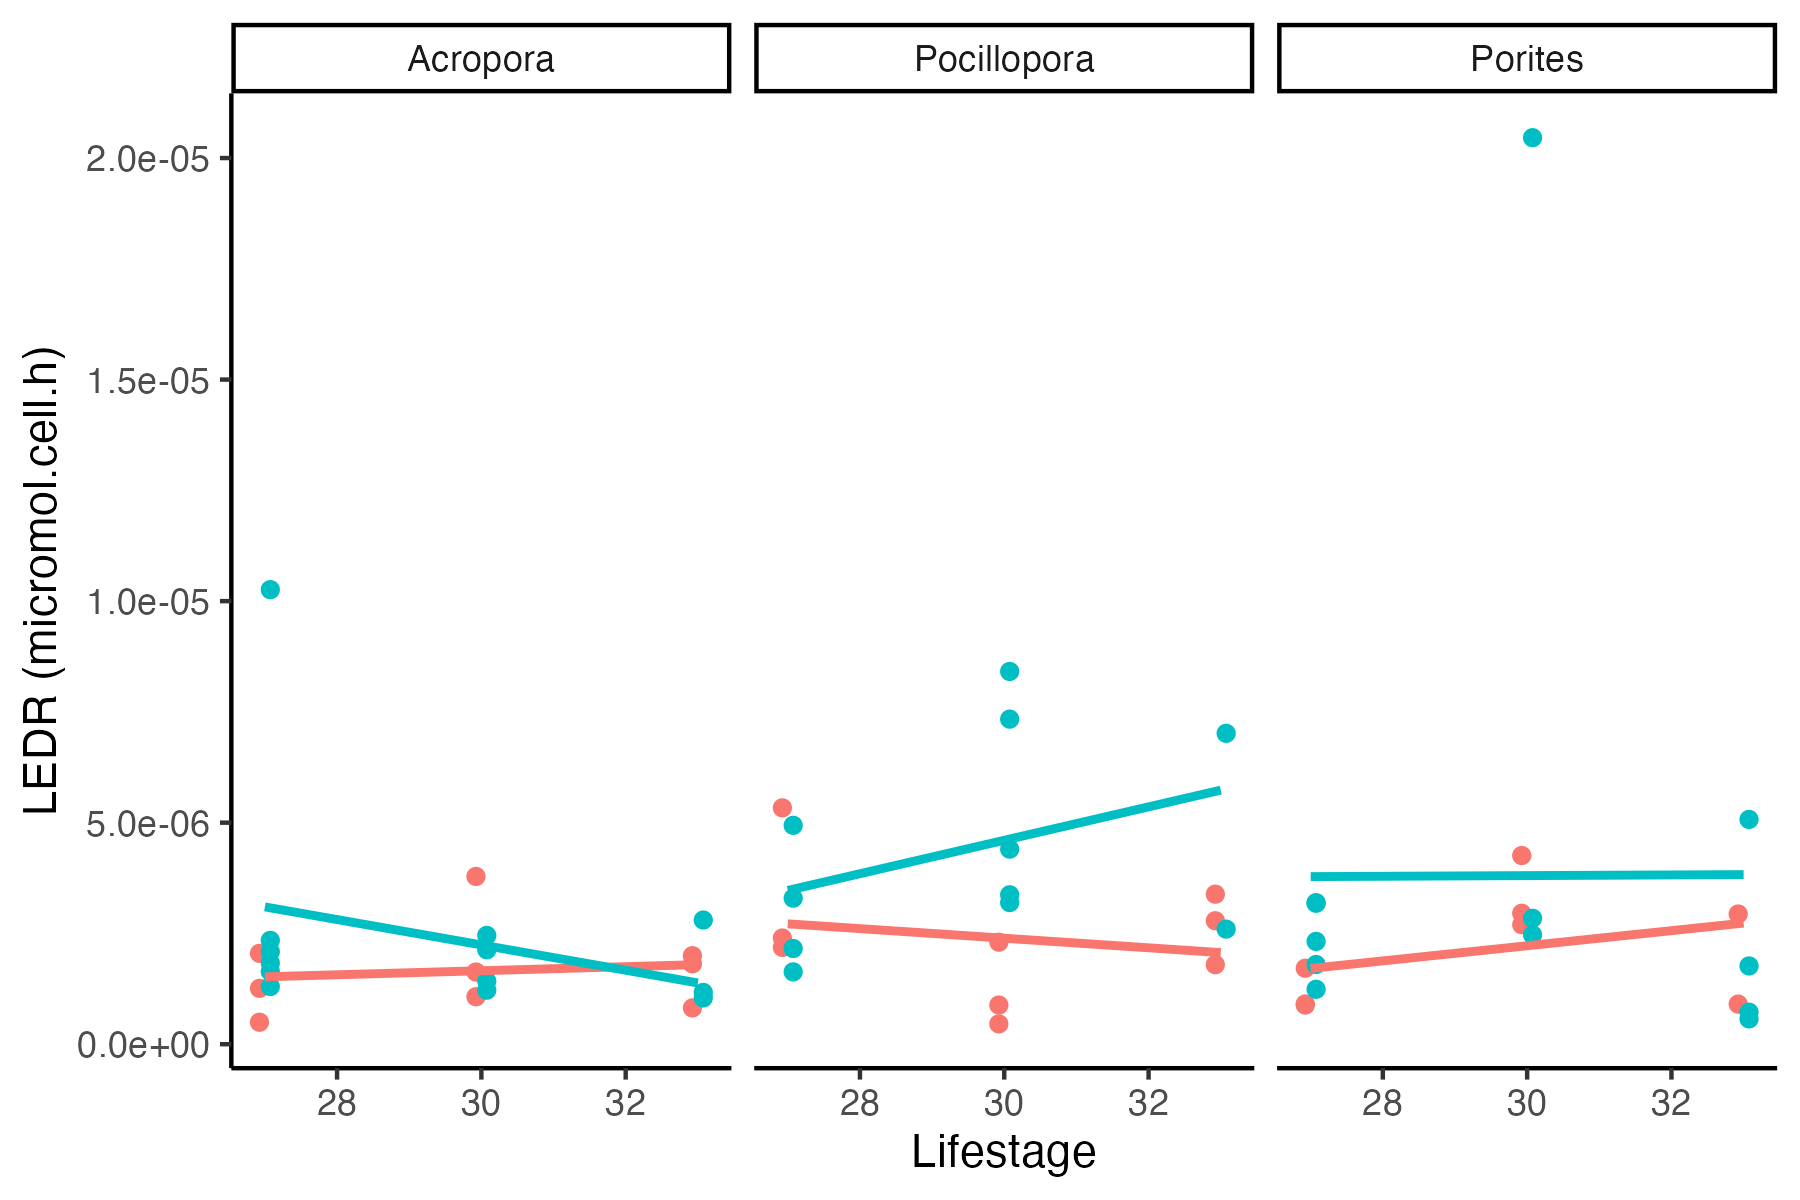 Acropora Pocillopora Porites
LEDR (micromol.cell.h)
2.0e-05
1.5e-05
1.0e-05
5.0e-06
0.0e+00
28 30 32 28 30 32 28 30 32
Lifestage